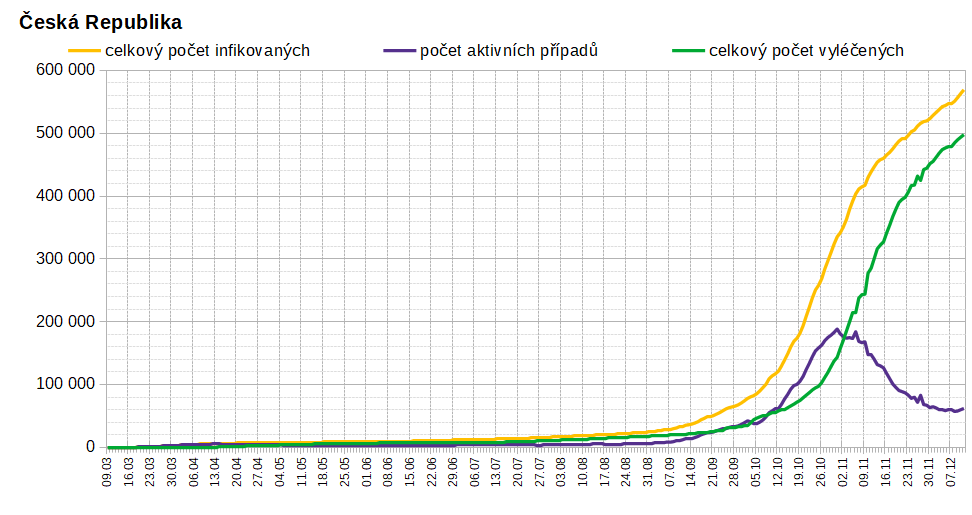 Česká Republika
celkový počet infikovaných počet aktivních případů celkový počet vyléčených
600 000
500 000
400 000
300 000
200 000
100 000
0
09.03 16.03 23.03 30.03 06.04 13.04 20.04 27.04 04.05 11.05 18.05 25.05 01.06 08.06 15.06 22.06 29.06 06.07 13.07 20.07 27.07 03.08 10.08 17.08 24.08 31.08 07.09 14.09 21.09 28.09 05.10 12.10 19.10 26.10 02.11 09.11 16.11 23.11 30.11 07.12